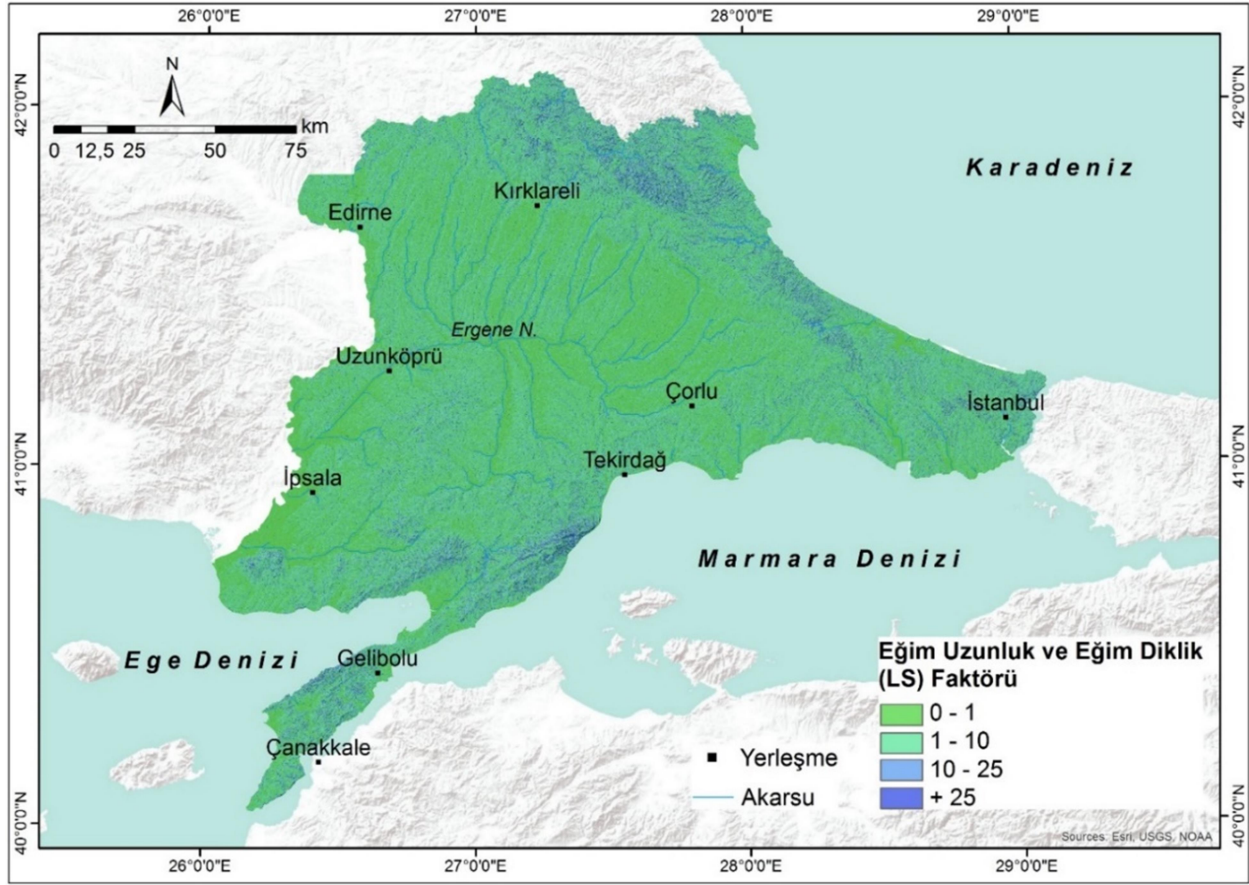 26°0'0"E 27°0'0"E 28°0'0"E 29°0'0"E
42°0'0"N
42°0'0"N
N
km
0 12,5 25 50 75
Karadeniz
Kırklareli
Edirne
Ergene N.
Uzunköprü
Çorlu
İstanbul
41°0'0"N
41°0'0"N
Tekirdağ
İpsala
Marmara Denizi
Ege Denizi
Gelibolu
Çanakkale
Eğim Uzunluk ve Eğim Diklik
(LS) Faktörü
0 - 1
1 - 10
10 - 25
+ 25
Yerleşme
Akarsu
40°0'0"N
40°0'0"N
Sources: Esri, USGS, NOAA
26°0'0"E 27°0'0"E 28°0'0"E 29°0'0"E